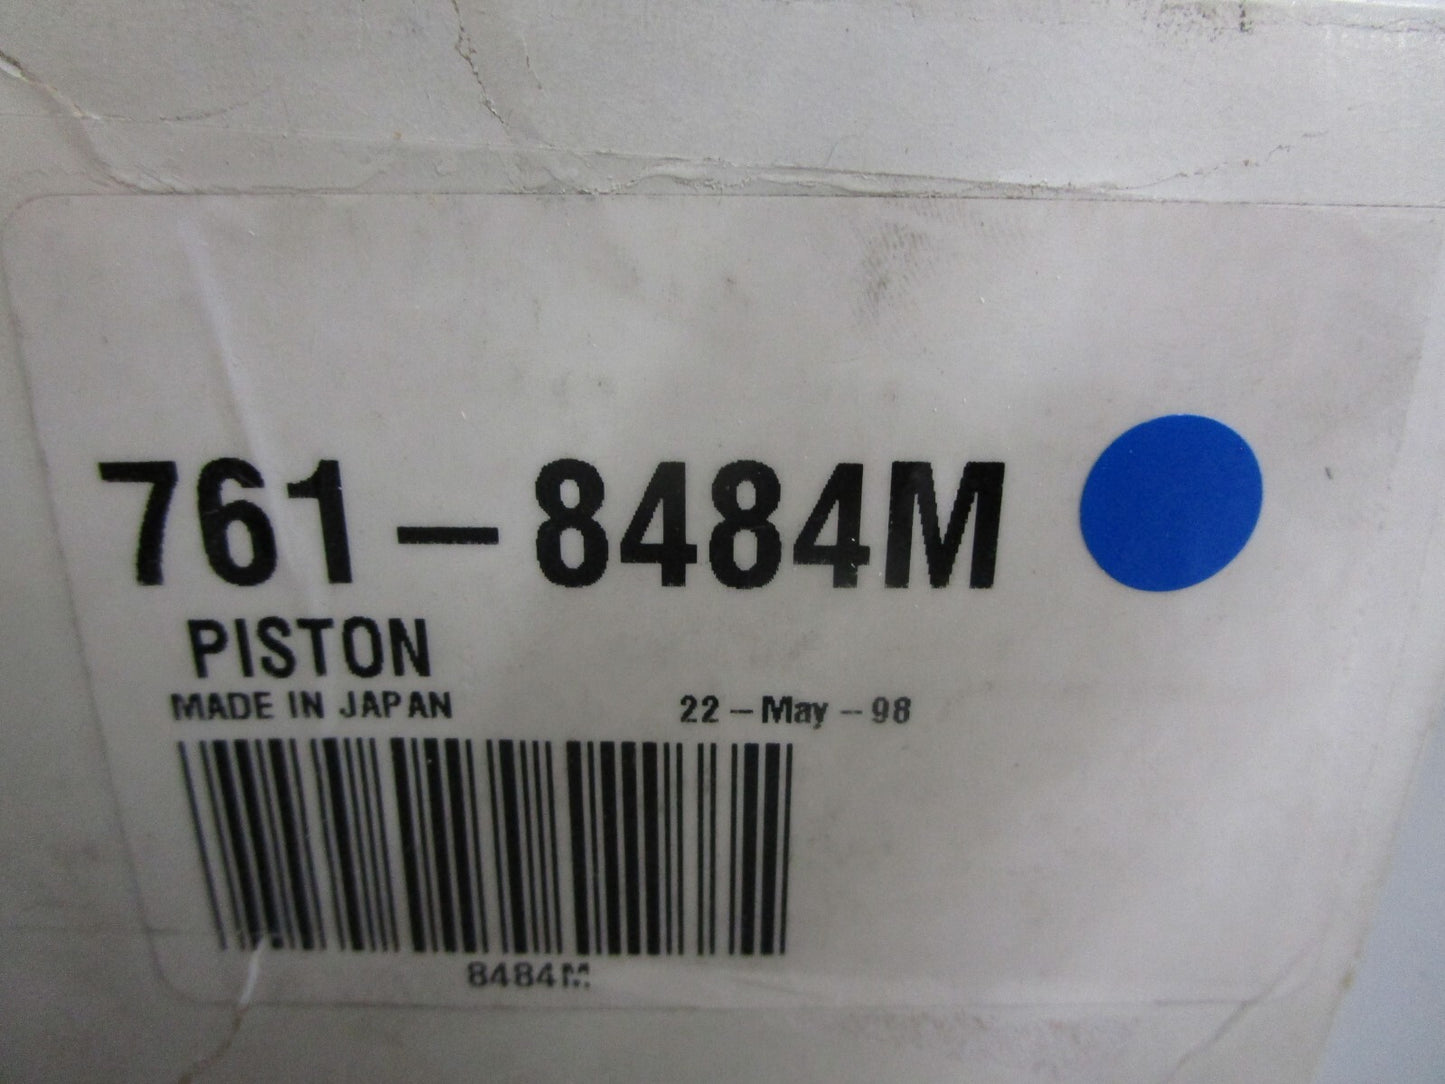 761-8484M
PISTON
MADE IN JAPAN 22-May-98
8484M